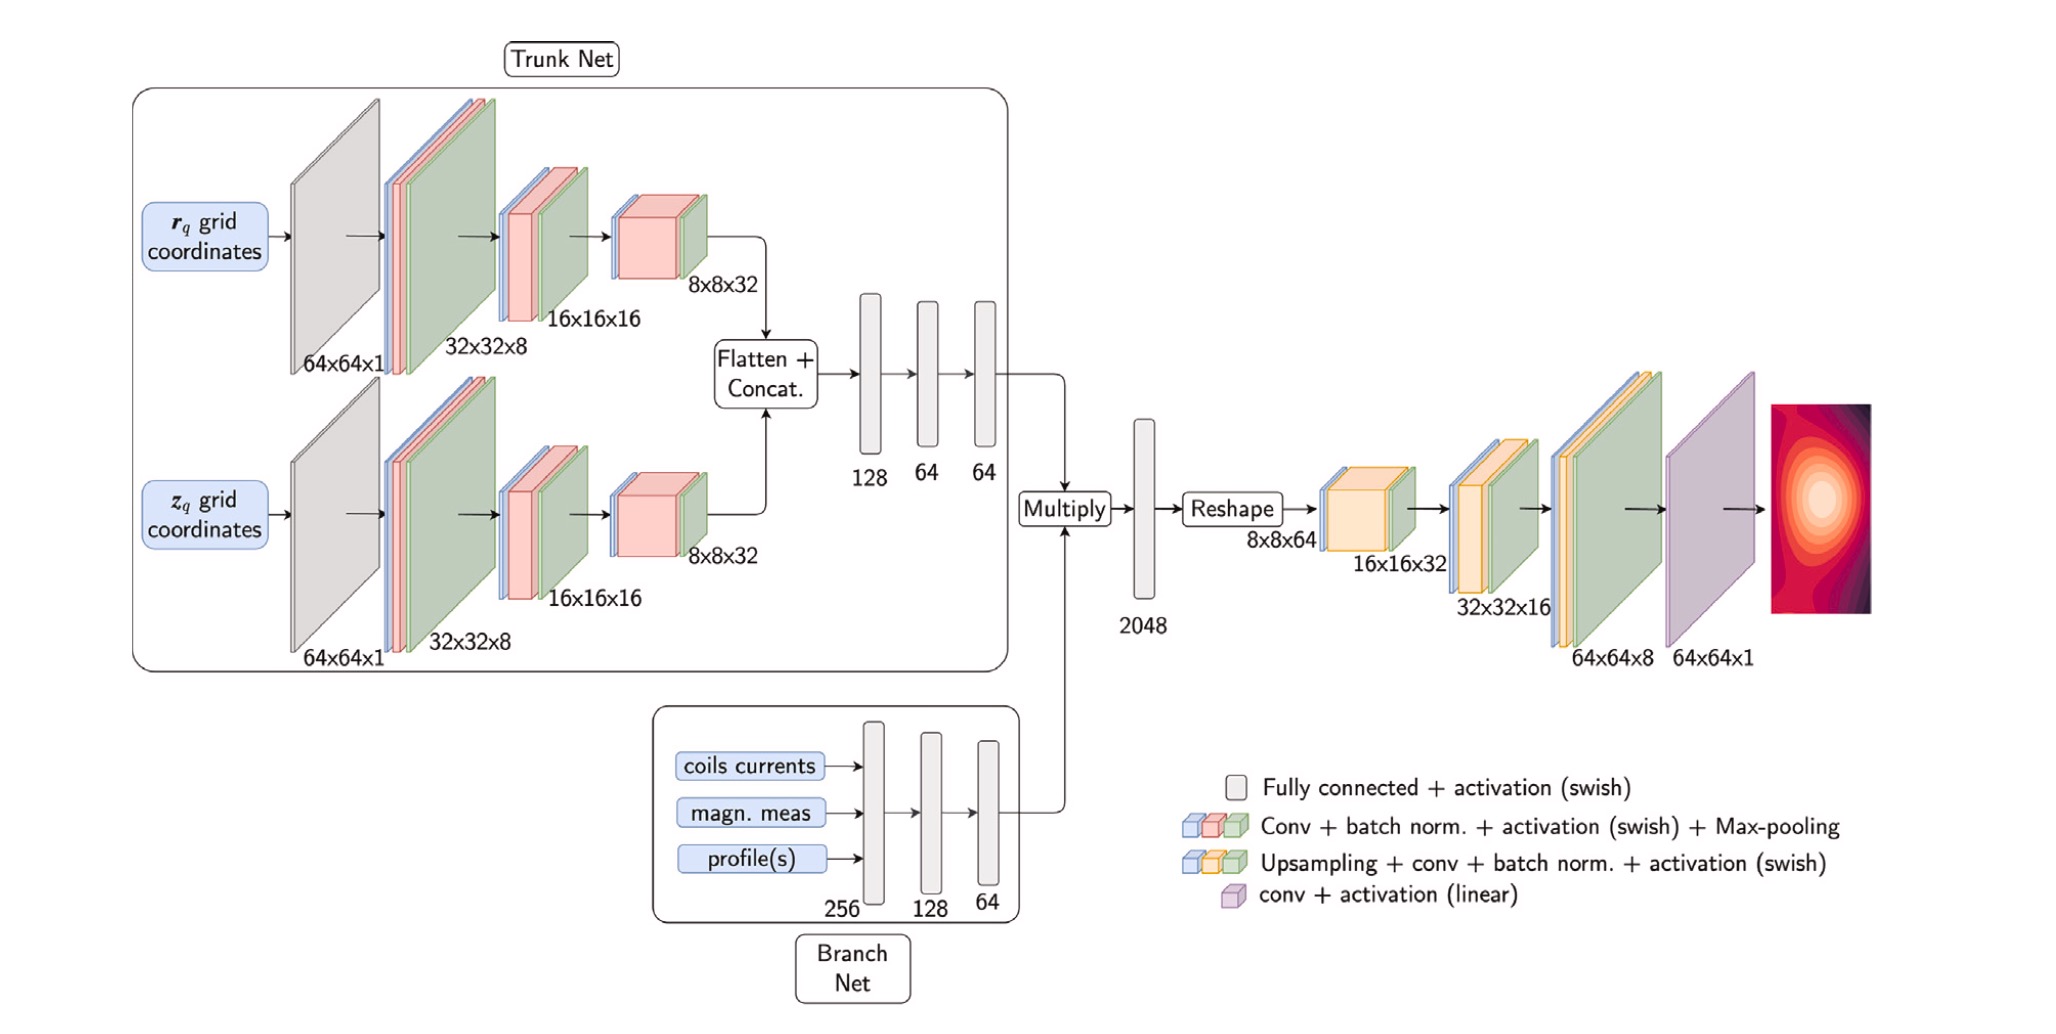 Trunk Net
r_q grid
coordinates
64x64x1
32x32x8
16x16x16
8x8x32
z_q grid
coordinates
64x64x1
32x32x8
16x16x16
8x8x32
Flatten +
Concat.
128
64
64
coils currents
magn. meas
profile(s)
256
128
64
Branch
Net
Multiply
2048
Reshape
8x8x64
16x16x32
32x32x16
64x64x8
64x64x1
Fully connected + activation (swish)
Conv + batch norm. + activation (swish) + Max-pooling
Upsampling + conv + batch norm. + activation (swish)
conv + activation (linear)